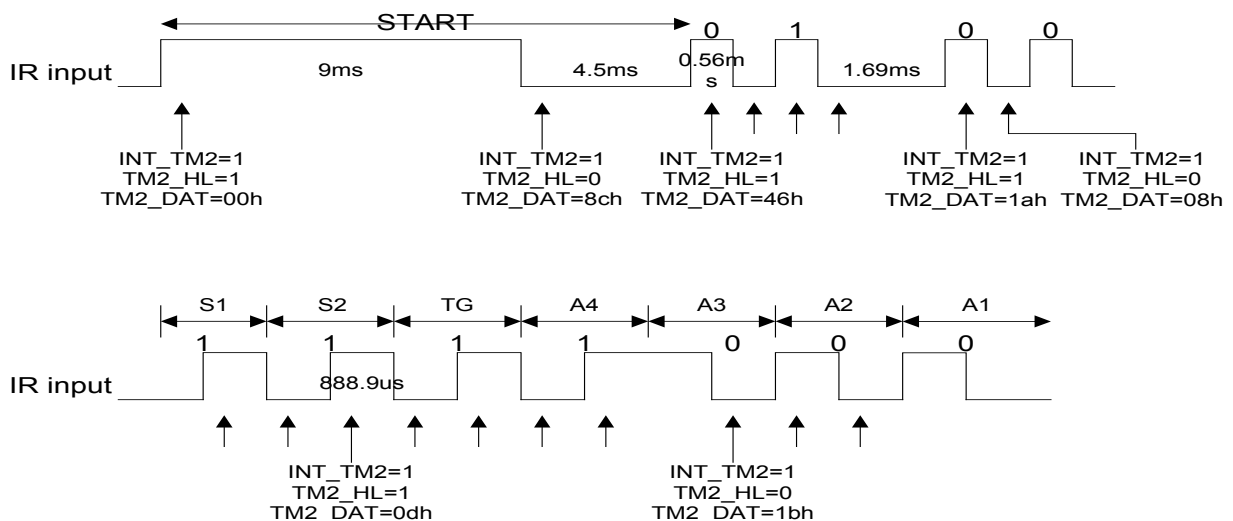 START
0 1 0 0
IR input 9ms 4.5ms 0.56m 1.69ms
s
INT_TM2=1 INT_TM2=1 INT_TM2=1 INT_TM2=1 INT_TM2=1
TM2_HL=1 TM2_HL=0 TM2_HL=1 TM2_HL=1 TM2_HL=0
TM2_DAT=00h TM2_DAT=8ch TM2_DAT=46h TM2_DAT=1ah TM2_DAT=08h
S1 S2 TG A4 A3 A2 A1
1 1 1 1 0 0 0
IR input 888.9us
INT_TM2=1 INT_TM2=1
TM2_HL=1 TM2_HL=0
TM2_DAT=0dh TM2_DAT=1bh